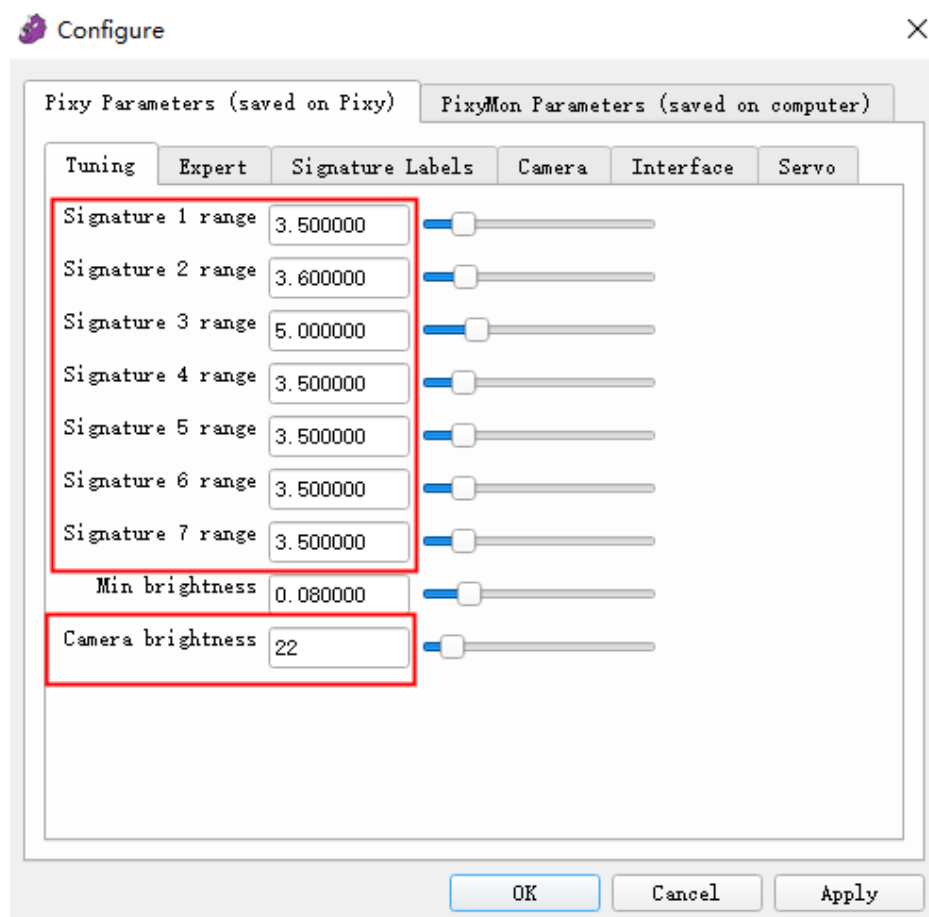 Configure
Pixy Parameters (saved on Pixy)
PixyMon Parameters (saved on computer)
Tuning
Expert
Signature Labels
Camera
Interface
Servo
Signature 1 range 3.500000
Signature 2 range 3.600000
Signature 3 range 5.000000
Signature 4 range 3.500000
Signature 5 range 3.500000
Signature 6 range 3.500000
Signature 7 range 3.500000
Min brightness 0.080000
Camera brightness 22
OK
Cancel
Apply